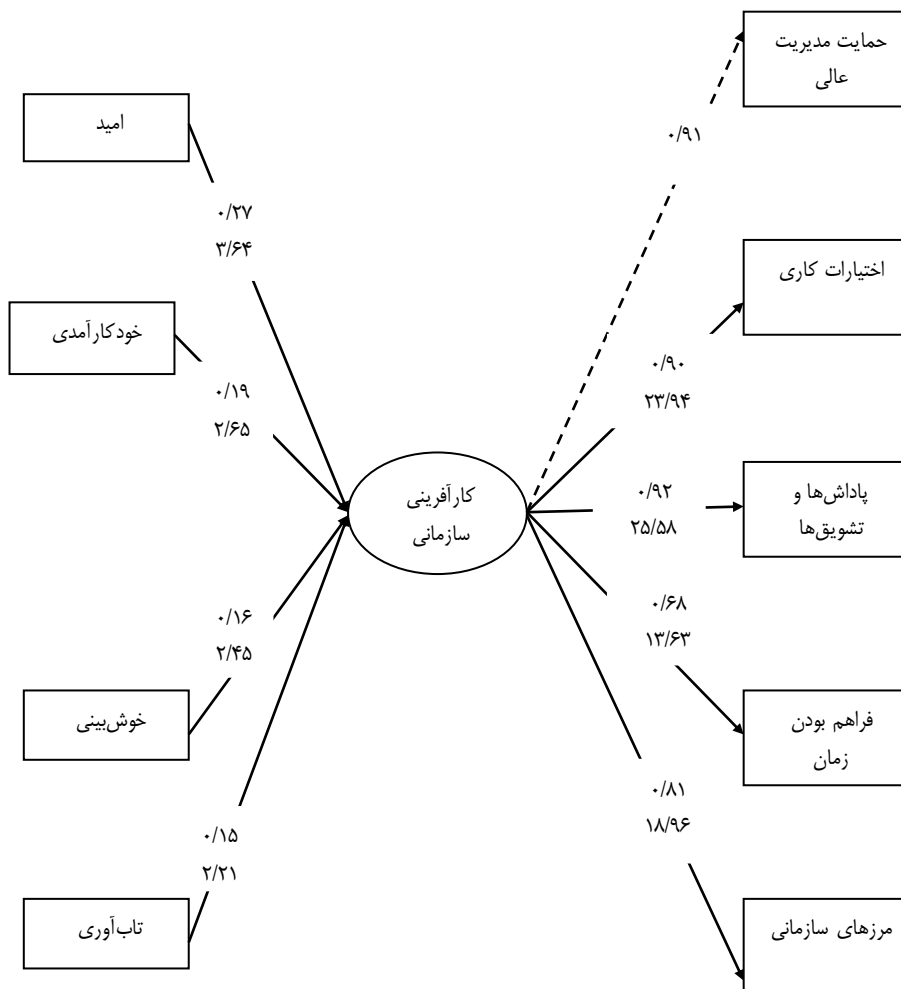 حمایت مدیریت
عالی
امید
۰/۹۱
۰/۲۷
۳/۶۴
اختیارات کاری
خودکارآمدی
۰/۹۰
۲۳/۹۴
۰/۱۹
۲/۶۵
پاداش‌ها و
تشویق‌ها
۰/۹۲
۲۵/۵۸
کارآفرینی
سازمانی
۰/۶۸
۱۳/۶۳
۰/۱۶
۲/۴۵
فراهم بودن
زمان
خوش‌بینی
۰/۸۱
۱۸/۹۶
۰/۱۵
۲/۲۱
مرزهای سازمانی
تاب‌آوری